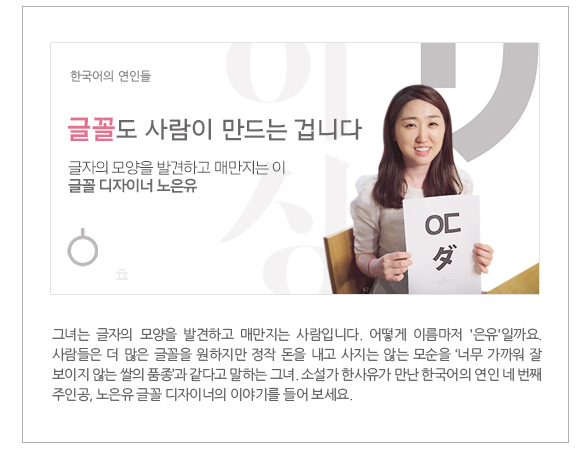 한국어의 연인들
글꼴도 사람이 만드는 겁니다
글자의 모양을 발견하고 매만지는 이
글꼴 디자이너 노은유
이
상
ㅎ
ㅛ
그녀는 글자의 모양을 발견하고 매만지는 사람입니다. 어떻게 이름마저 '은유'일까요.
사람들은 더 많은 글꼴을 원하지만 정작 돈을 내고 사지는 않는 모순을 ‘너무 가까워 잘
보이지 않는 쌀의 품종’과 같다고 말하는 그녀. 소설가 한사유가 만난 한국어의 연인 네 번째
주인공, 노은유 글꼴 디자이너의 이야기를 들어 보세요.